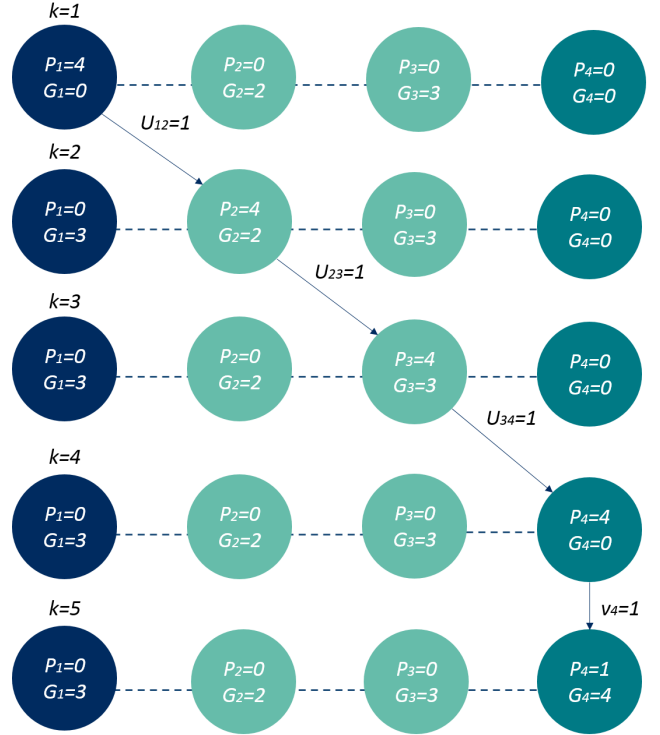 k=1
P₁=4
G₁=0
P₂=0
G₂=2
P₃=0
G₃=3
P₄=0
G₄=0
U₁₂=1
k=2
P₁=0
G₁=3
P₂=4
G₂=2
P₃=0
G₃=3
P₄=0
G₄=0
U₂₃=1
k=3
P₁=0
G₁=3
P₂=0
G₂=2
P₃=4
G₃=3
P₄=0
G₄=0
U₃₄=1
k=4
P₁=0
G₁=3
P₂=0
G₂=2
P₃=0
G₃=3
P₄=4
G₄=0
v₄=1
k=5
P₁=0
G₁=3
P₂=0
G₂=2
P₃=0
G₃=3
P₄=1
G₄=4